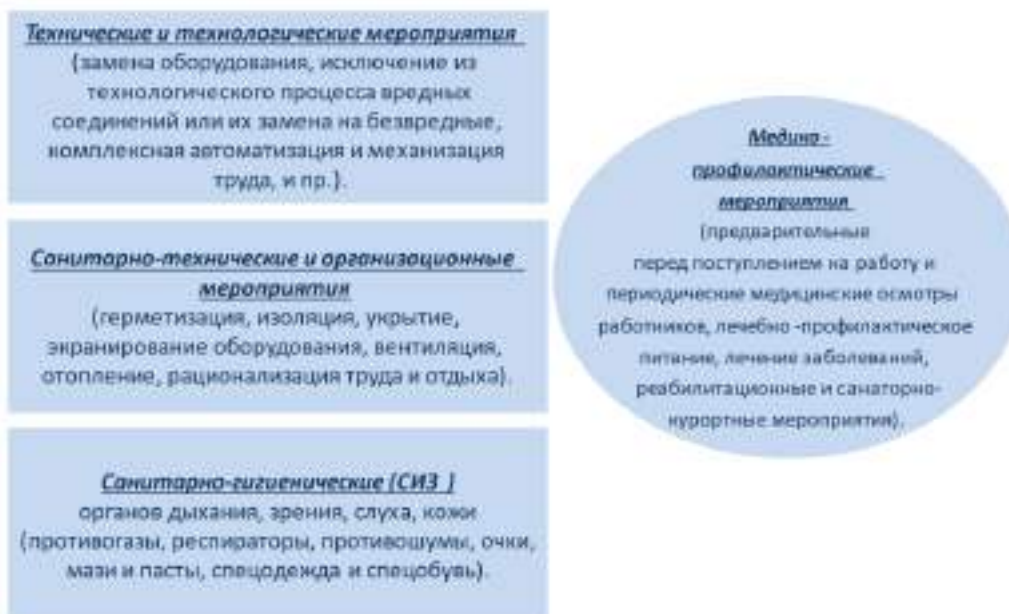 Технические и технологические мероприятия
(замена оборудования, исключение из
технологического процесса вредных
соединений или их замена на безвредные,
комплексная автоматизация и механизация
труда, и пр.).
Санитарно-технические и организационные
мероприятия
(герметизация, изоляция, укрытие,
экранирование оборудования, вентиляция,
отопление, рационализация труда и отдыха).
Санитарно-гигиенические (СИЗ )
органов дыхания, зрения, слуха, кожи
(противогазы, респираторы, противошумы, очки,
мази и пасты, спецодежда и спецобувь).
Медико -
профилактические
мероприятия
(предварительные
перед поступлением на работу и
периодические медицинские осмотры
работников, лечебно -профилактическое
питание, лечение заболеваний,
реабилитационные и санаторно-
курортные мероприятия).